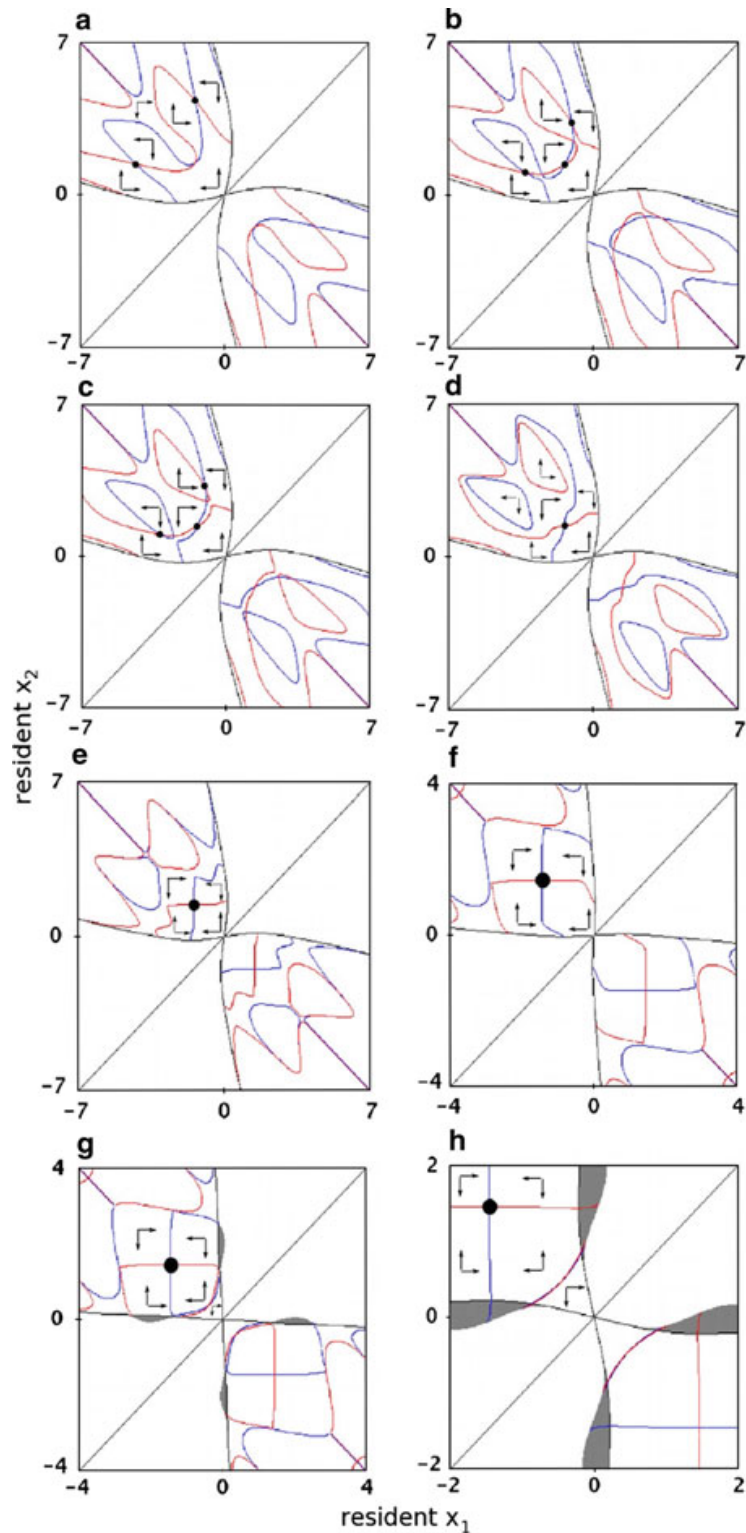 a b
7 7
0 0
-7 -7
-7 0 7 -7 0 7
c d
7 7
0 0
-7 -7
-7 0 7 -7 0 7
resident x₂
e f
7 4
0 0
-7 -4
-7 0 7 -4 0 4
g h
4 2
0 0
-4 -2
-4 0 4 -2 0 2
resident x₁